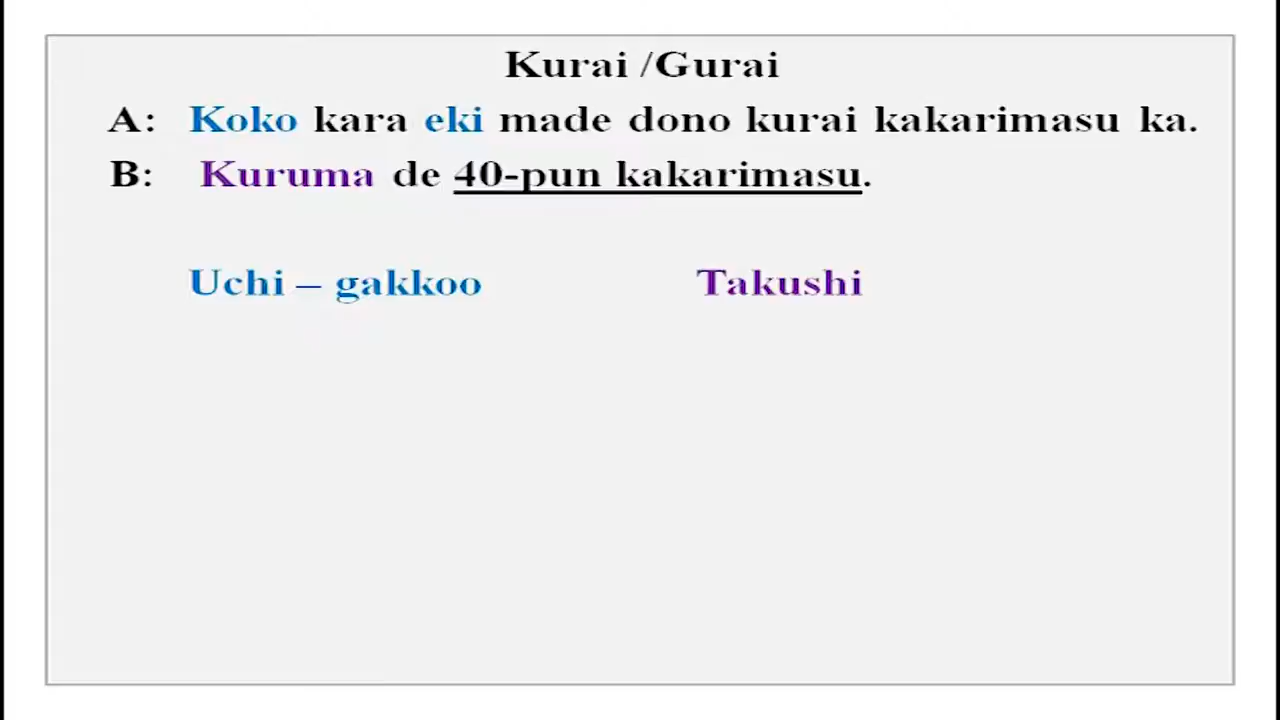 Kurai /Gurai
A: Koko kara eki made dono kurai kakarimasu ka.
B: Kuruma de 40-pun kakarimasu.
Uchi – gakkoo Takushi